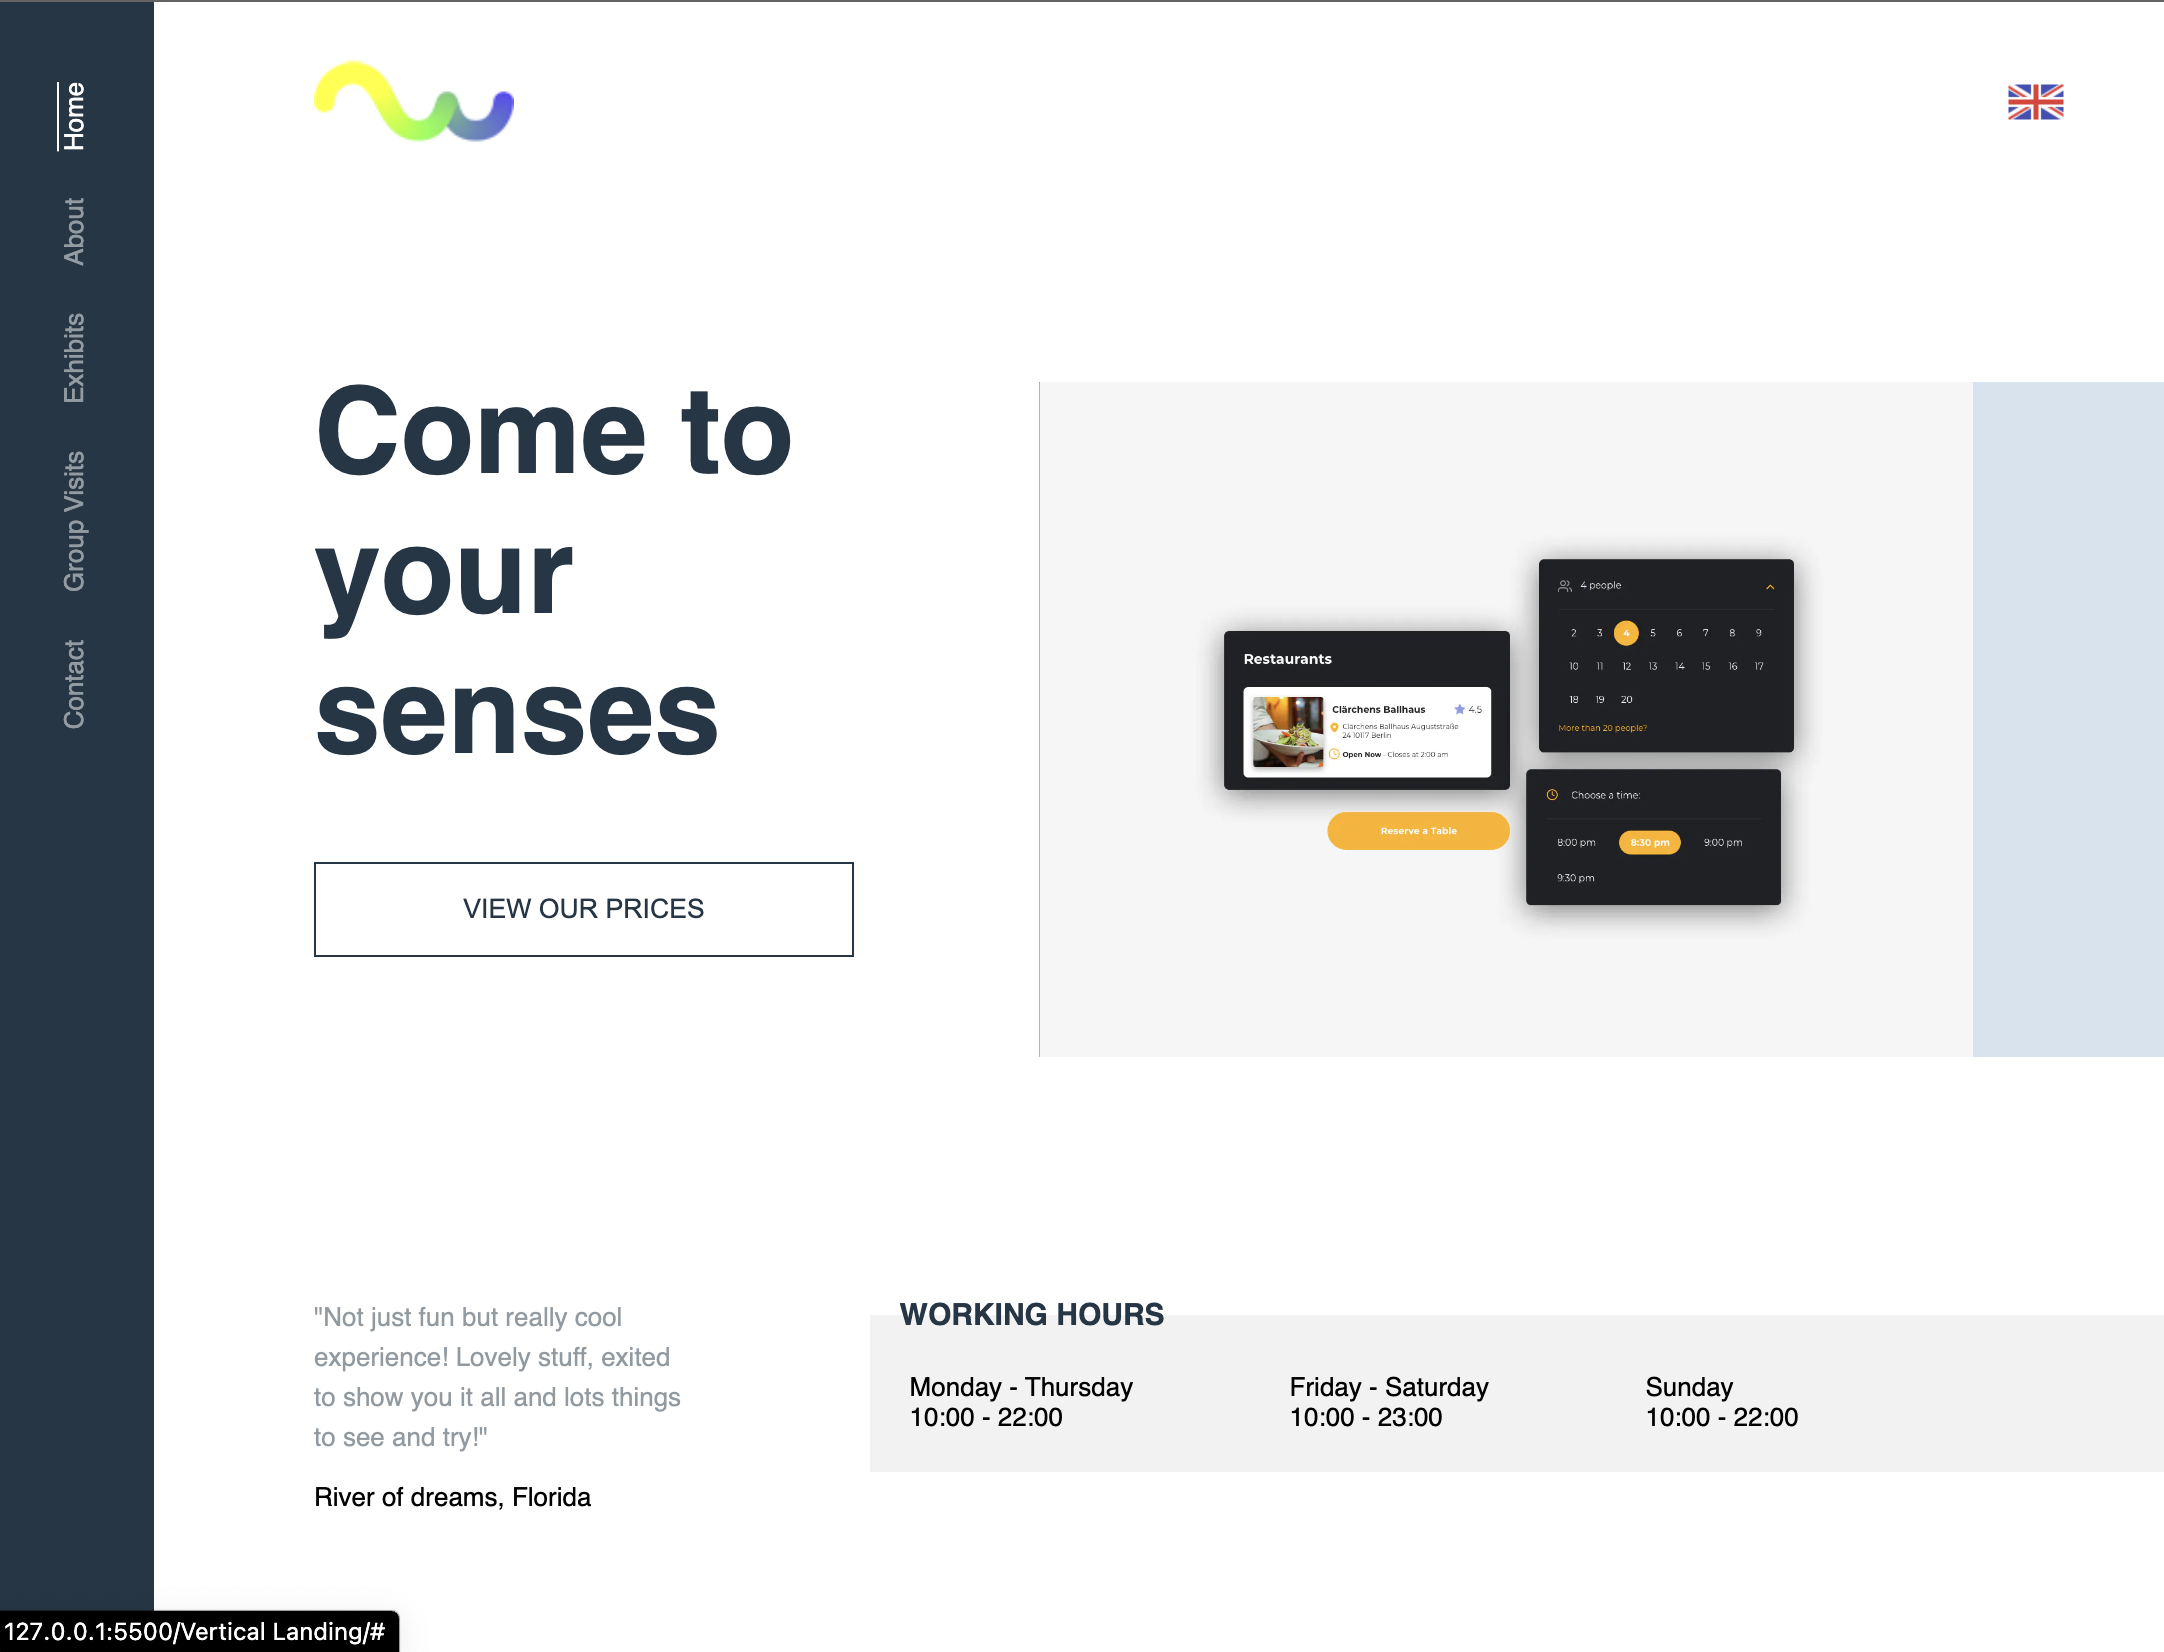 Home
About
Exhibits
Group Visits
Contact
Come to
your
senses
VIEW OUR PRICES
Restaurants
Clärchens Ballhaus
4.5
Clärchens Ballhaus Auguststraße
24 10117 Berlin
Open Now - Closes at 2:00 am
Reserve a Table
4 people
2 3 4 5 6 7 8 9
10 11 12 13 14 15 16 17
18 19 20
More than 20 people?
Choose a time:
8:00 pm 8:30 pm 9:00 pm
9:30 pm
"Not just fun but really cool
experience! Lovely stuff, exited
to show you it all and lots things
to see and try!"
River of dreams, Florida
WORKING HOURS
Monday - Thursday
10:00 - 22:00
Friday - Saturday
10:00 - 23:00
Sunday
10:00 - 22:00
127.0.0.1:5500/Vertical Landing/#